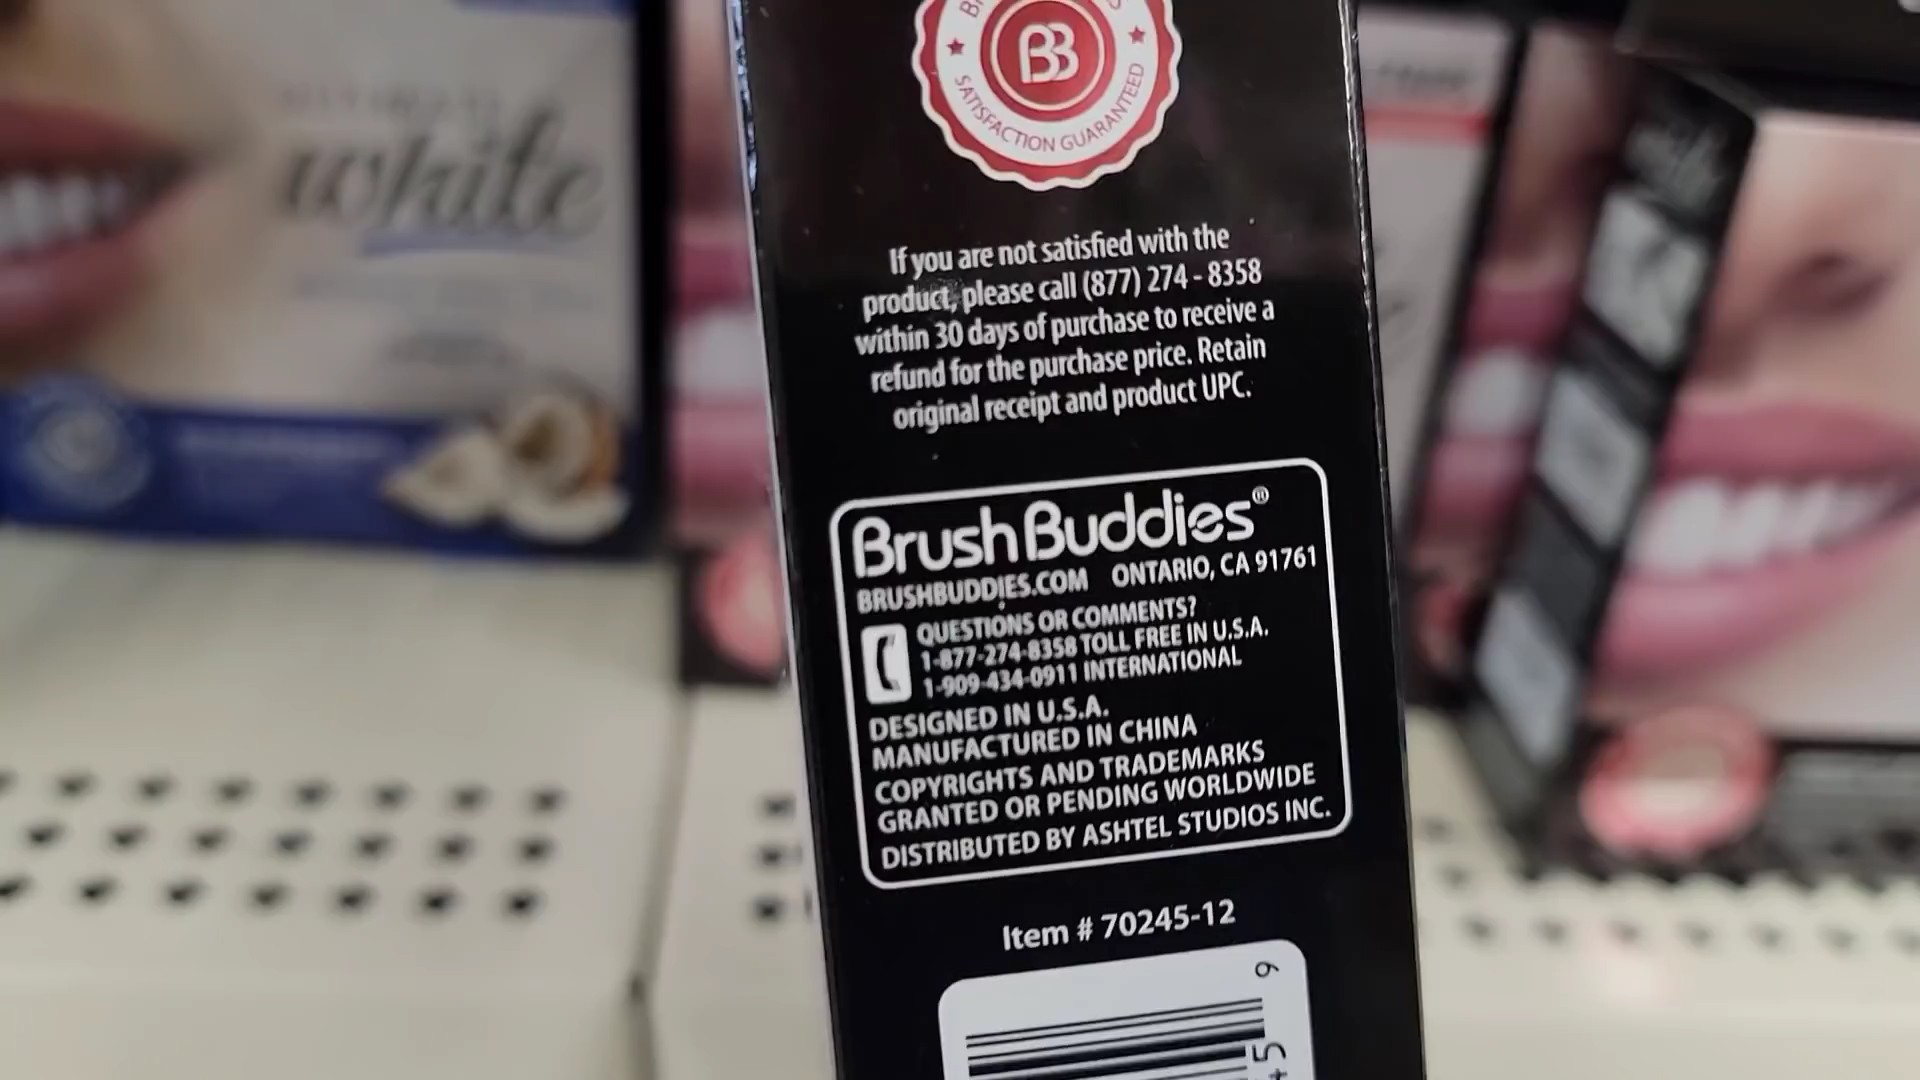 white
BB
SATISFACTION GUARANTEED
If you are not satisfied with the
product, please call (877) 274 - 8358
within 30 days of purchase to receive a
refund for the purchase price. Retain
original receipt and product UPC.
BrushBuddies®
BRUSHBUDDIES.COM ONTARIO, CA 91761
QUESTIONS OR COMMENTS?
1-877-274-8358 TOLL FREE IN U.S.A.
1-909-434-0911 INTERNATIONAL
DESIGNED IN U.S.A.
MANUFACTURED IN CHINA
COPYRIGHTS AND TRADEMARKS
GRANTED OR PENDING WORLDWIDE
DISTRIBUTED BY ASHTEL STUDIOS INC.
Item # 70245-12
9
45